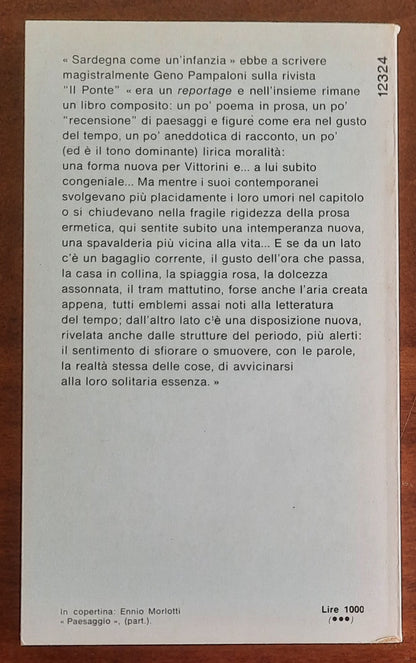 « Sardegna come un'infanzia » ebbe a scrivere
magistralmente Geno Pampaloni sulla rivista
"Il Ponte" « era un reportage e nell'insieme rimane
un libro composito: un po' poema in prosa, un po'
"recensione" di paesaggi e figure come era nel gusto
del tempo, un po' aneddotica di racconto, un po'
(ed è il tono dominante) lirica moralità:
una forma nuova per Vittorini e... a lui subito
congeniale... Ma mentre i suoi contemporanei
svolgevano più placidamente i loro umori nel capitolo
o si chiudevano nella fragile rigidezza della prosa
ermetica, qui sentite subito una intemperanza nuova,
una spavalderia più vicina alla vita... E se da un lato
c'è un bagaglio corrente, il gusto dell'ora che passa,
la casa in collina, la spiaggia rosa, la dolcezza
assonnata, il tram mattutino, forse anche l'aria creata
appena, tutti emblemi assai noti alla letteratura
del tempo; dall'altro lato c'è una disposizione nuova,
rivelata anche dalle strutture del periodo, più alerti:
il sentimento di sfiorare o smuovere, con le parole,
la realtà stessa delle cose, di avvicinarsi
alla loro solitaria essenza. »
12324
In copertina: Ennio Morlotti
« Paesaggio », (part.).
Lire 1000
(●●●)